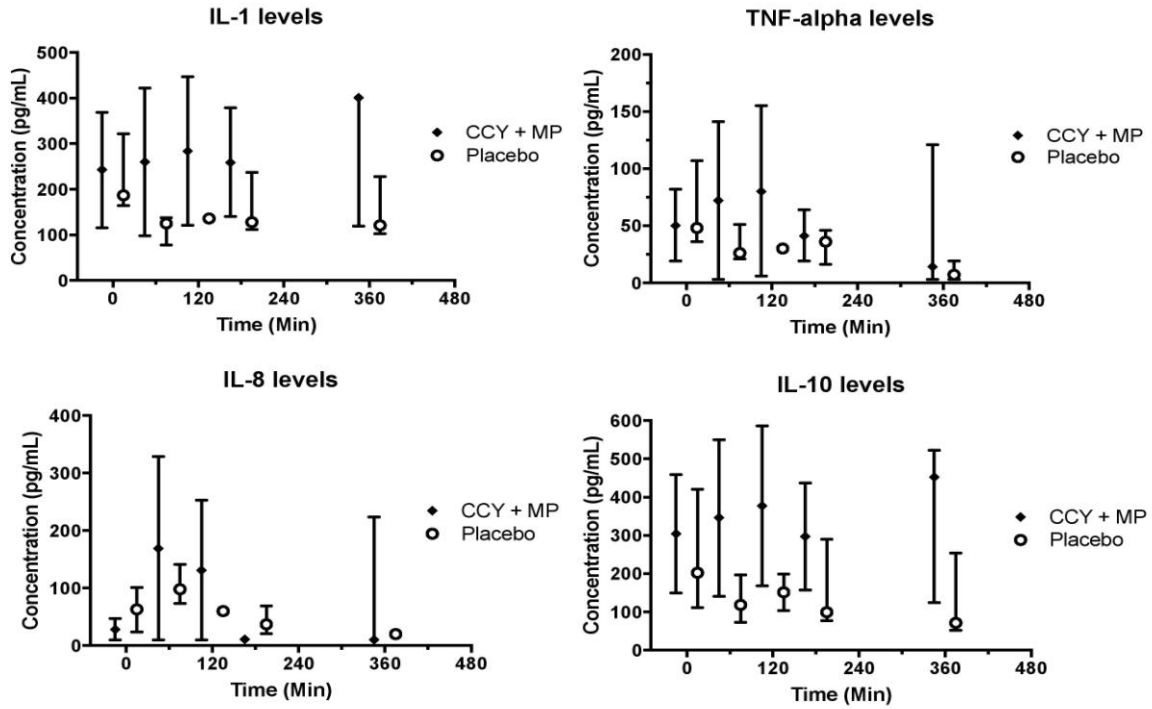 IL-1 levels
Concentration (pg/mL)
500
400
300
200
100
0
0 120 240 360 480
Time (Min)
CCY + MP
Placebo
TNF-alpha levels
Concentration (pg/mL)
200
150
100
50
0
0 120 240 360 480
Time (Min)
CCY + MP
Placebo
IL-8 levels
Concentration (pg/mL)
400
300
200
100
0
0 120 240 360 480
Time (Min)
CCY + MP
Placebo
IL-10 levels
Concentration (pg/mL)
600
500
400
300
200
100
0
0 120 240 360 480
Time (Min)
CCY + MP
Placebo